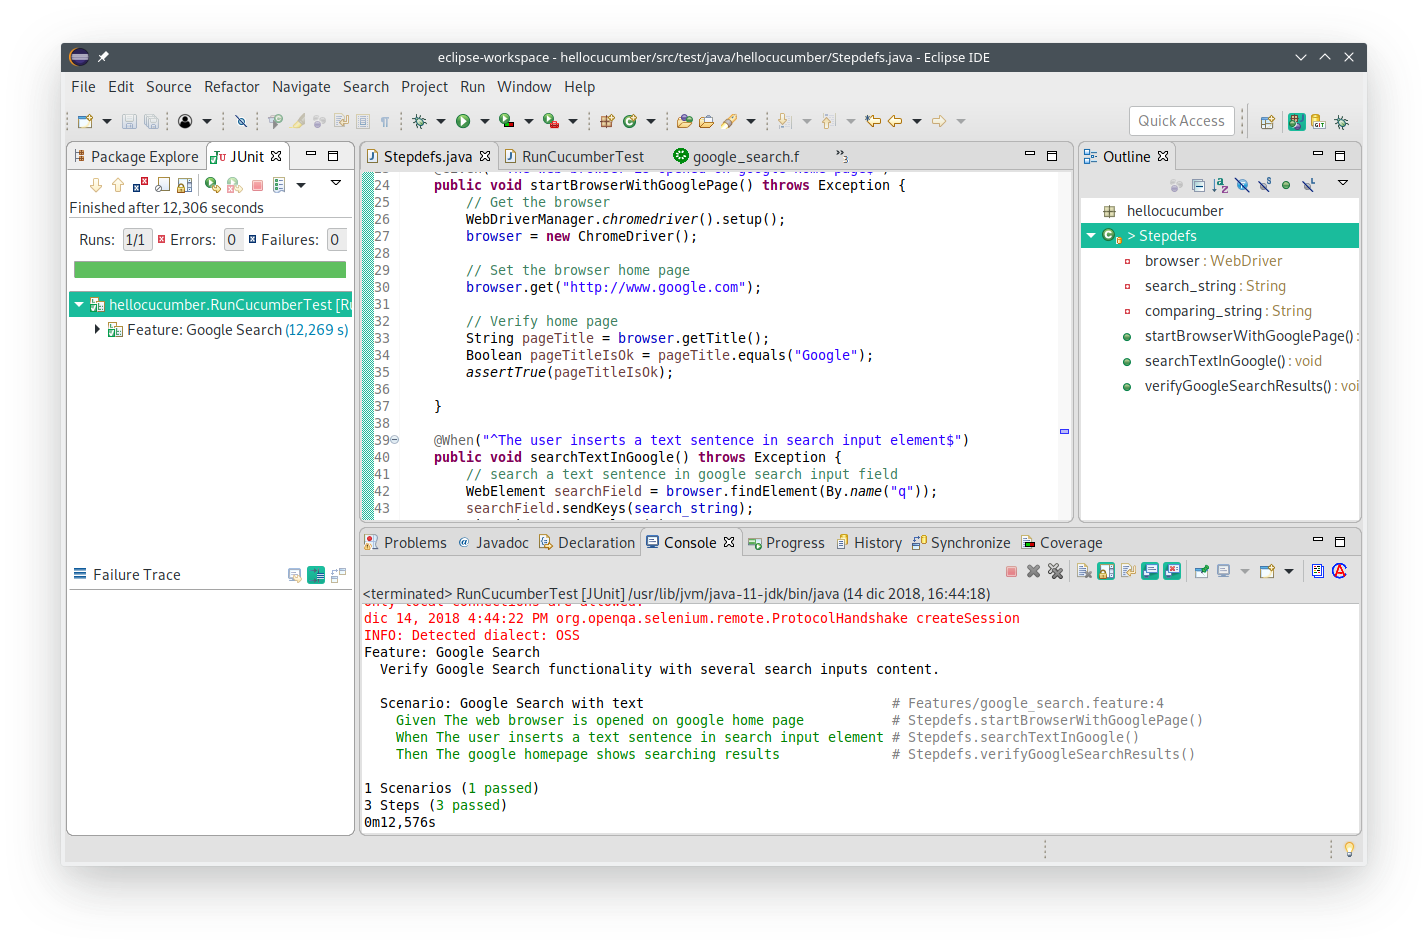 eclipse-workspace - hellocucumber/src/test/java/hellocucumber/Stepdefs.java - Eclipse IDE
File Edit Source Refactor Navigate Search Project Run Window Help
Quick Access
Package Explorer JUnit
Finished after 12,306 seconds
Runs: 1/1 Errors: 0 Failures: 0
hellocucumber.RunCucumberTest [Ru
Feature: Google Search (12,269 s)
Failure Trace
Stepdefs.java RunCucumberTest google_search.f »3
24 public void startBrowserWithGooglePage() throws Exception {
25 // Get the browser
26 WebDriverManager.chromedriver().setup();
27 browser = new ChromeDriver();
28
29 // Set the browser home page
30 browser.get("http://www.google.com");
31
32 // Verify home page
33 String pageTitle = browser.getTitle();
34 Boolean pageTitleIsOk = pageTitle.equals("Google");
35 assertTrue(pageTitleIsOk);
36
37 }
38
39 @When("^The user inserts a text sentence in search input element$")
40 public void searchTextInGoogle() throws Exception {
41 // search a text sentence in google search input field
42 WebElement searchField = browser.findElement(By.name("q"));
43 searchField.sendKeys(search_string);
Outline
hellocucumber
> Stepdefs
browser : WebDriver
search_string : String
comparing_string : String
startBrowserWithGooglePage() :
searchTextInGoogle() : void
verifyGoogleSearchResults() : voi
Problems Javadoc Declaration Console Progress History Synchronize Coverage
<terminated> RunCucumberTest [JUnit] /usr/lib/jvm/java-11-jdk/bin/java (14 dic 2018, 16:44:18)
Only local connections are allowed.
dic 14, 2018 4:44:22 PM org.openqa.selenium.remote.ProtocolHandshake createSession
INFO: Detected dialect: OSS
Feature: Google Search
Verify Google Search functionality with several search inputs content.
Scenario: Google Search with text # Features/google_search.feature:4
Given The web browser is opened on google home page # Stepdefs.startBrowserWithGooglePage()
When The user inserts a text sentence in search input element # Stepdefs.searchTextInGoogle()
Then The google homepage shows searching results # Stepdefs.verifyGoogleSearchResults()
1 Scenarios (1 passed)
3 Steps (3 passed)
0m12,576s